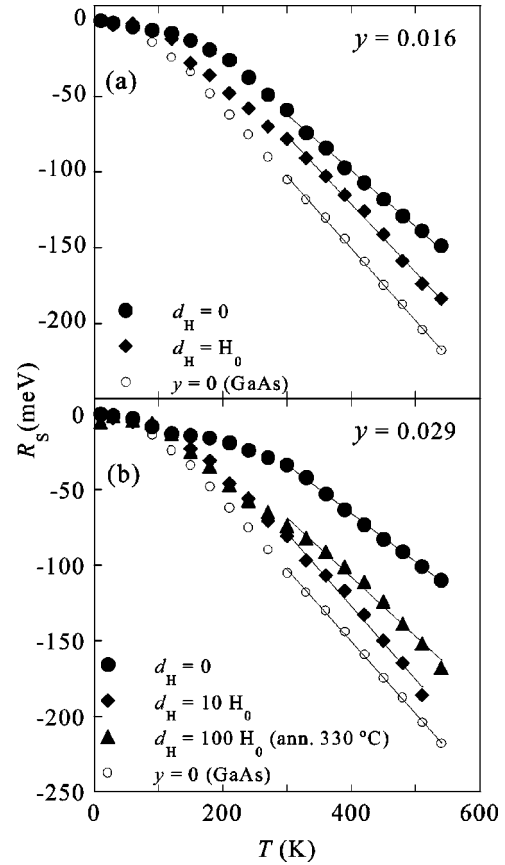 0
-50
-100
-150
-200
y = 0.016
(a)
d_H = 0
d_H = H_0
y = 0 (GaAs)
R_S(meV)
0
-50
-100
-150
-200
-250
y = 0.029
(b)
d_H = 0
d_H = 10 H_0
d_H = 100 H_0 (ann. 330 °C)
y = 0 (GaAs)
0 200 400 600
T (K)